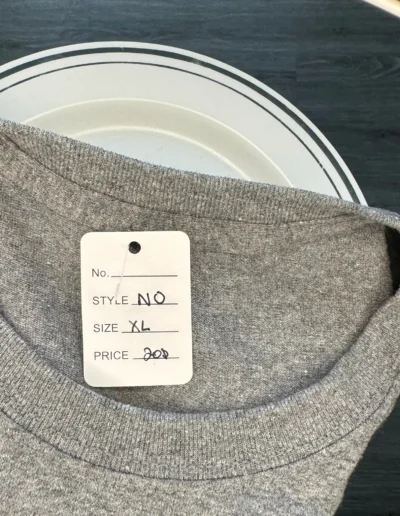 No.
STYLE NO
SIZE XL
PRICE 200